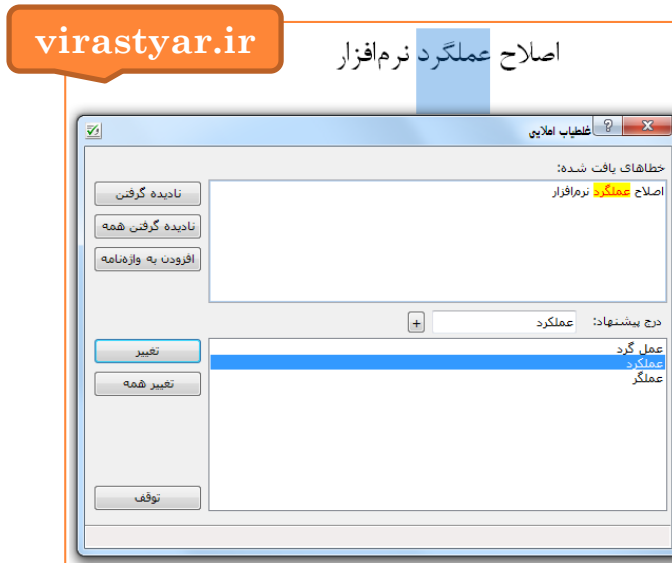 virastyar.ir
اصلاح عملگرد نرم‌افزار
غلطیاب املایی
خطاهای یافت شده:
اصلاح عملگرد نرم‌افزار
نادیده گرفتن
نادیده گرفتن همه
افزودن به واژه‌نامه
درج پیشنهاد: عملکرد +
عمل گرد
عملکرد
عملگر
تغییر
تغییر همه
توقف